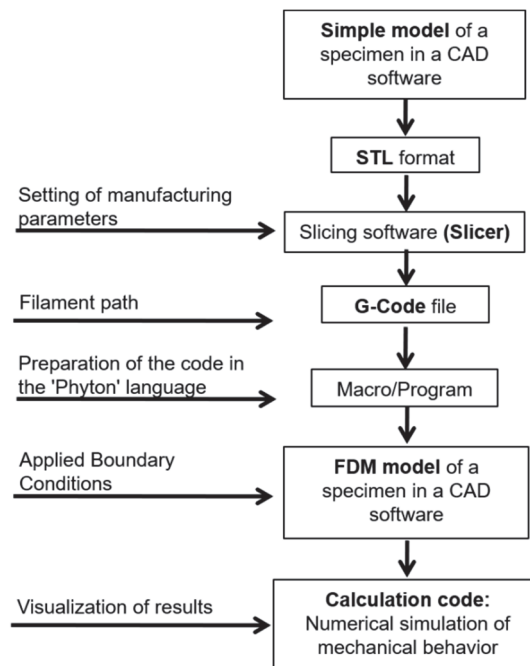 Simple model of a
specimen in a CAD
software
STL format
Setting of manufacturing
parameters
Slicing software (Slicer)
Filament path
G-Code file
Preparation of the code in
the 'Phyton' language
Macro/Program
Applied Boundary
Conditions
FDM model of a
specimen in a CAD
software
Visualization of results
Calculation code:
Numerical simulation of
mechanical behavior